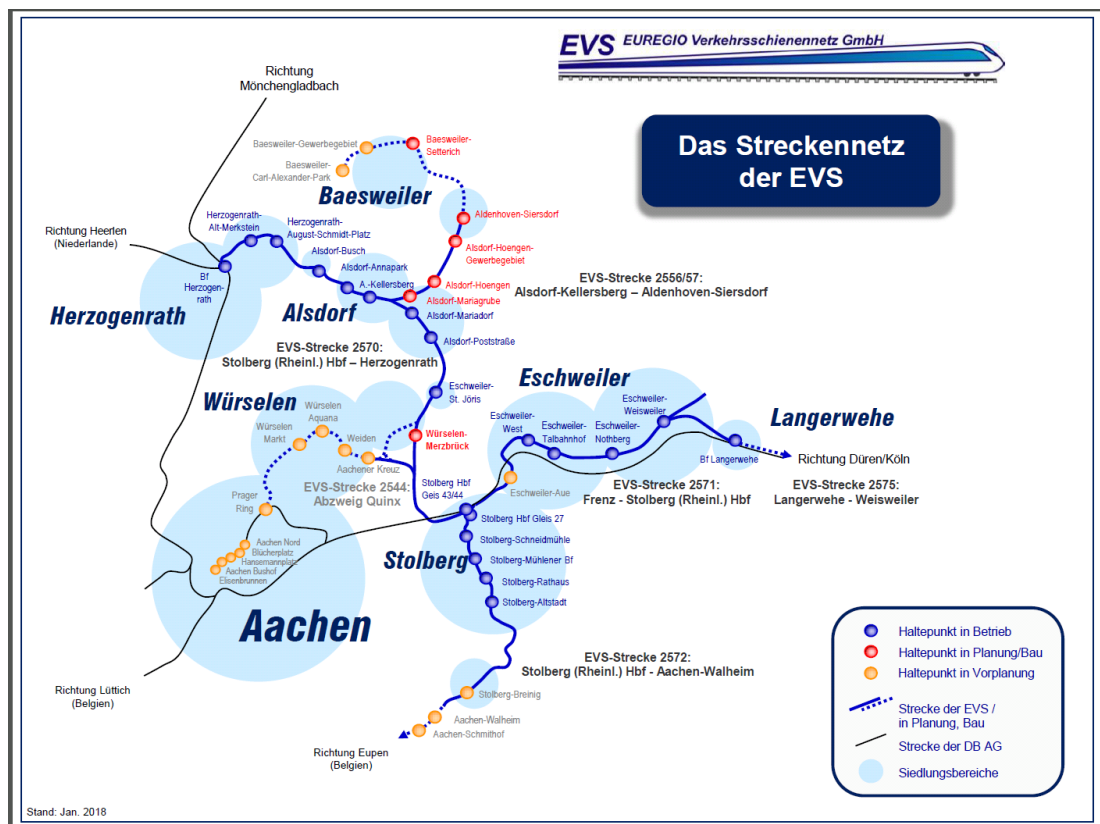 EVS EUREGIO Verkehrsschienennetz GmbH
Das Streckennetz
der EVS
Richtung
Mönchengladbach
Baesweiler-Gewerbegebiet
Baesweiler-
Setterich
Baesweiler-
Carl-Alexander-Park
Baesweiler
Aldenhoven-Siersdorf
Herzogenrath-
Alt-Merkstein
Herzogenrath-
August-Schmidt-Platz
Richtung Heerlen
(Niederlande)
Alsdorf-Busch
Alsdorf-Hoengen-
Gewerbegebiet
Alsdorf-Annapark
Bf
Herzogen-
rath
A.-Kellersberg
Alsdorf-Hoengen
Alsdorf-Mariagrube
EVS-Strecke 2556/57:
Alsdorf-Kellersberg – Aldenhoven-Siersdorf
Herzogenrath
Alsdorf
Alsdorf-Mariadorf
Alsdorf-Poststraße
EVS-Strecke 2570:
Stolberg (Rheinl.) Hbf – Herzogenrath
Eschweiler-
St. Jöris
Würselen
Eschweiler
Langerwehe
Würselen
Aquana
Würselen
Markt
Weiden
Aachener Kreuz
Würselen-
Merzbrück
Eschweiler-
West
Eschweiler-
Talbahnhof
Eschweiler-
Nothberg
Eschweiler-
Weisweiler
Bf Langerwehe
Richtung Düren/Köln
EVS-Strecke 2544:
Abzweig Quinx
Stolberg Hbf
Geis 43/44
Eschweiler-Aue
EVS-Strecke 2571:
Frenz - Stolberg (Rheinl.) Hbf
EVS-Strecke 2575:
Langerwehe - Weisweiler
Prager
Ring
Stolberg Hbf Gleis 27
Stolberg-Schneidmühle
Stolberg-Mühlener Bf
Stolberg-Rathaus
Stolberg-Altstadt
Stolberg
Aachen Nord
Blücherplatz
Hansemannplatz
Aachen Bushof
Elisenbrunnen
Aachen
EVS-Strecke 2572:
Stolberg (Rheinl.) Hbf - Aachen-Walheim
Richtung Lüttich
(Belgien)
Stolberg-Breinig
Aachen-Walheim
Aachen-Schmithof
Richtung Eupen
(Belgien)
Haltepunkt in Betrieb
Haltepunkt in Planung/Bau
Haltepunkt in Vorplanung
Strecke der EVS /
in Planung, Bau
Strecke der DB AG
Siedlungsbereiche
Stand: Jan. 2018